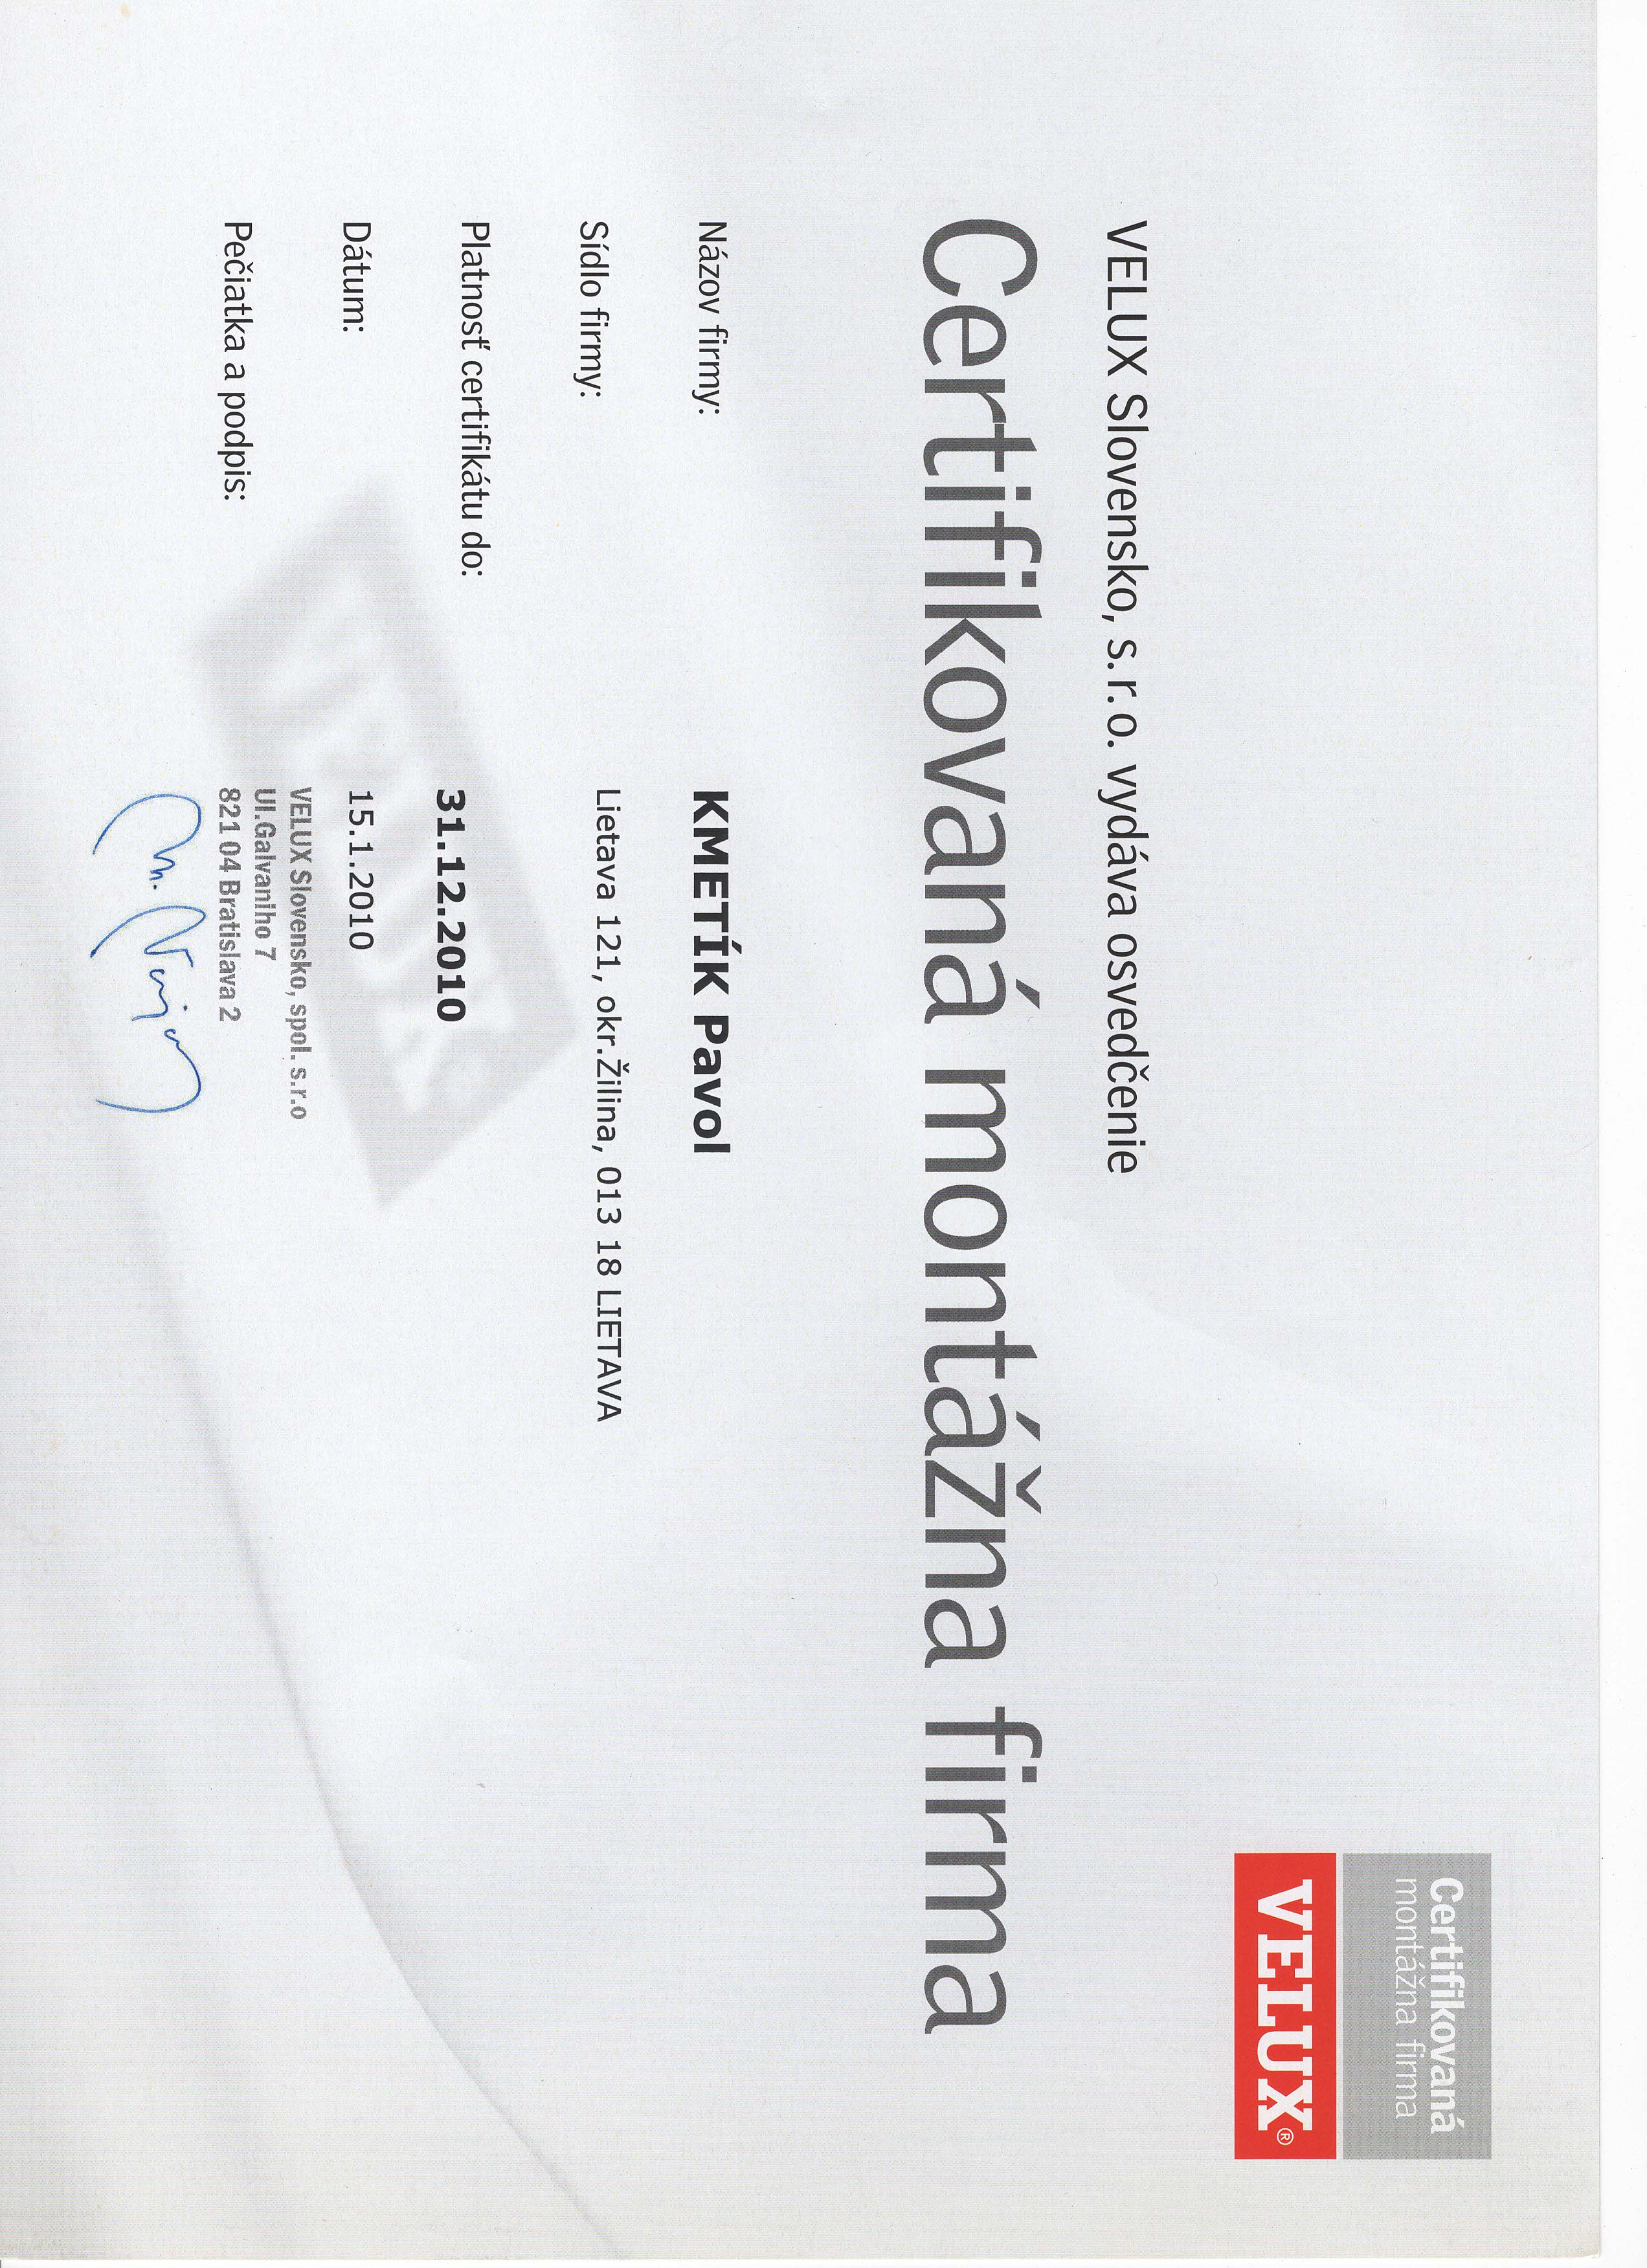 Certifikovaná
montážna firma
VELUX®
VELUX Slovensko, s. r. o. vydáva osvedčenie
Certifikovaná montážna firma
Názov firmy: KMETÍK Pavol
Sídlo firmy: Lietava 121, okr.Žilina, 013 18 LIETAVA
Platnosť certifikátu do: 31.12.2010
Dátum: 15.1.2010
Pečiatka a podpis: VELUX Slovensko, spol. s.r.o
Ul.Galvaniho 7
821 04 Bratislava 2
VELUX